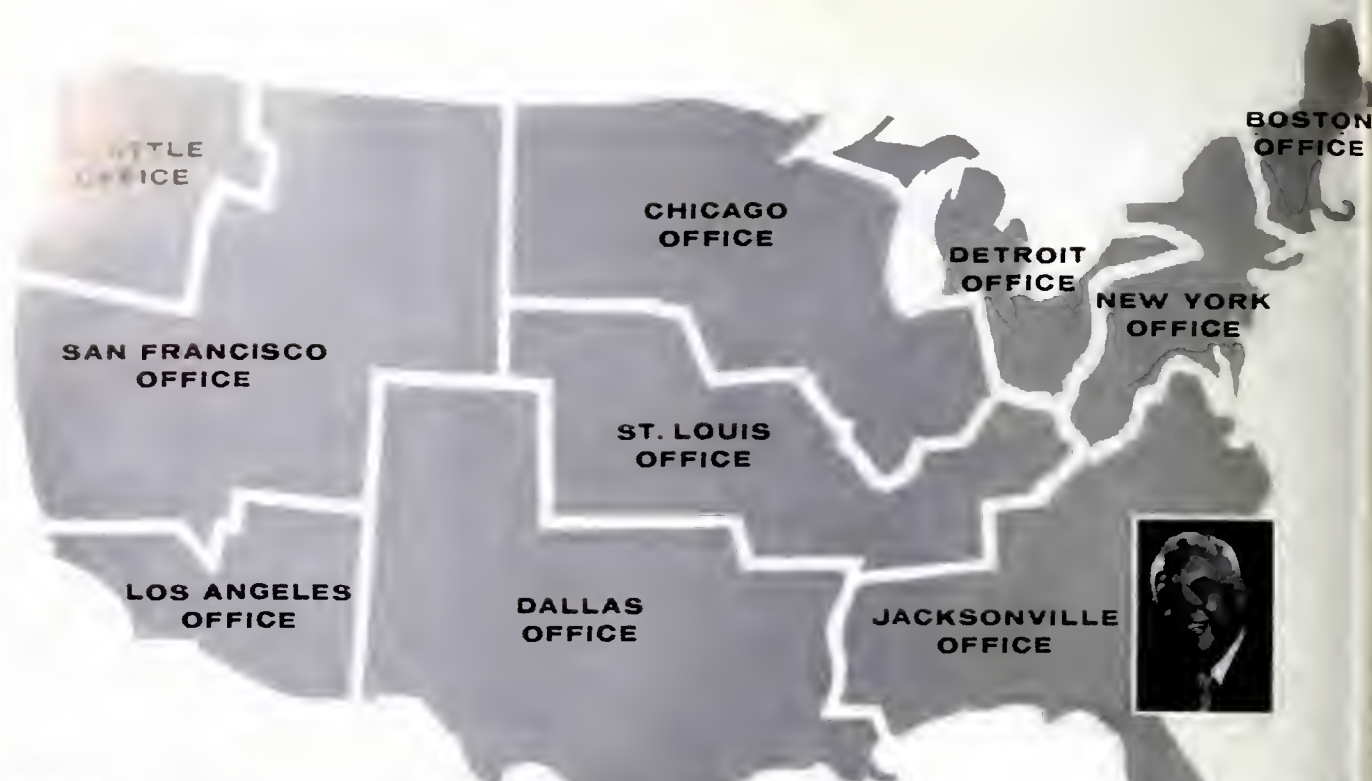 OFFICE
SAN FRANCISCO
OFFICE
LOS ANGELES
OFFICE
CHICAGO
OFFICE
ST. LOUIS
OFFICE
DALLAS
OFFICE
DETROIT
OFFICE
NEW YORK
OFFICE
BOSTON
OFFICE
JACKSONVILLE
OFFICE